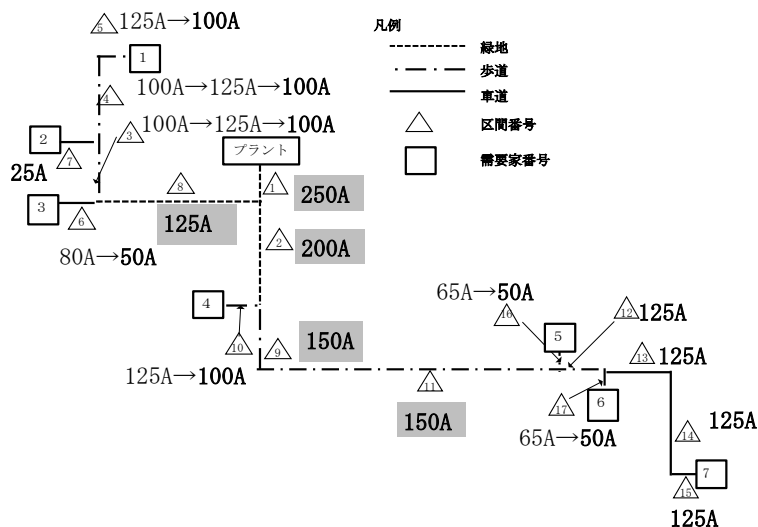 5 125A→100A
凡例
緑地
歩道
車道
区間番号
需要家番号
1
4 100A→125A→100A
3 100A→125A→100A
2
7
25A
プラント
8
1 250A
3
6
125A
2 200A
80A→50A
4
10
9 150A
125A→100A
65A→50A
16
12 125A
5
13 125A
11
150A
17
6
65A→50A
125A
14
7
15
125A